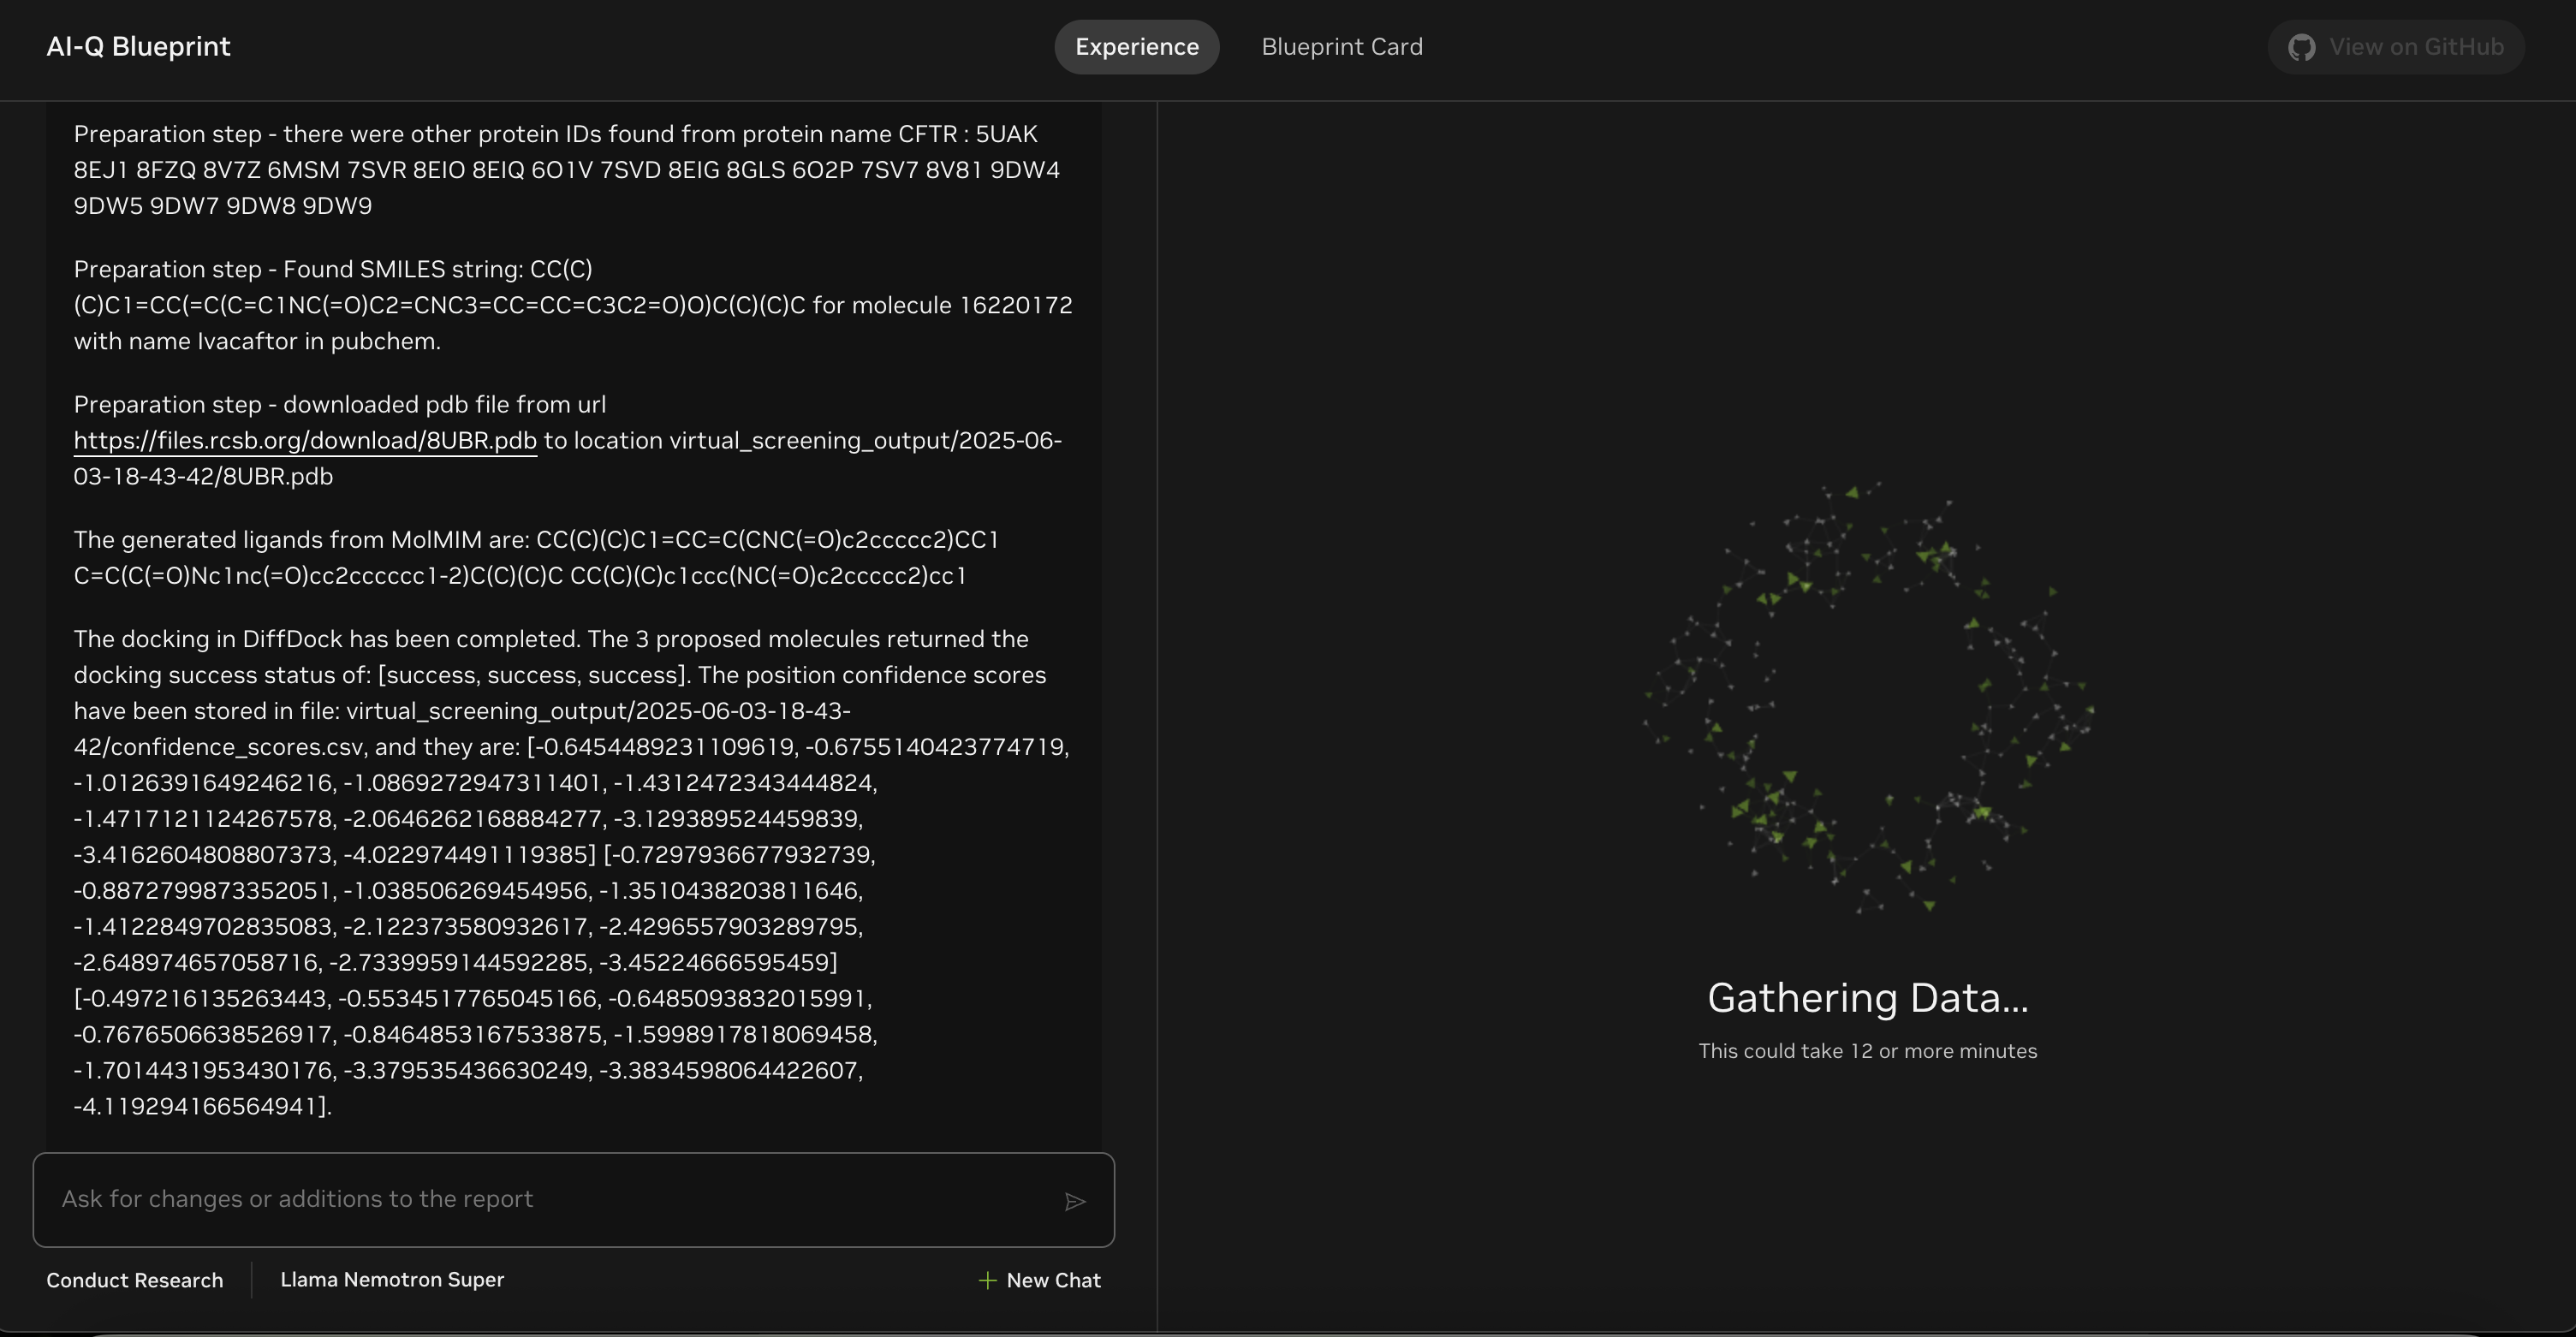 AI-Q Blueprint
Experience
Blueprint Card
View on GitHub
Preparation step - there were other protein IDs found from protein name CFTR : 5UAK
8EJ1 8FZQ 8V7Z 6MSM 7SVR 8EIO 8EIQ 6O1V 7SVD 8EIG 8GLS 6O2P 7SV7 8V81 9DW4
9DW5 9DW7 9DW8 9DW9
Preparation step - Found SMILES string: CC(C)
(C)C1=CC(=C(C=C1NC(=O)C2=CNC3=CC=CC=C3C2=O)O)C(C)(C)C for molecule 16220172
with name Ivacaftor in pubchem.
Preparation step - downloaded pdb file from url
https://files.rcsb.org/download/8UBR.pdb to location virtual_screening_output/2025-06-
03-18-43-42/8UBR.pdb
The generated ligands from MolMIM are: CC(C)(C)C1=CC=C(CNC(=O)c2ccccc2)CC1
C=C(C(=O)Nc1nc(=O)cc2cccccc1-2)C(C)(C)C CC(C)(C)c1ccc(NC(=O)c2ccccc2)cc1
The docking in DiffDock has been completed. The 3 proposed molecules returned the
docking success status of: [success, success, success]. The position confidence scores
have been stored in file: virtual_screening_output/2025-06-03-18-43-
42/confidence_scores.csv, and they are: [-0.6454489231109619, -0.6755140423774719,
-1.0126391649246216, -1.0869272947311401, -1.4312472343444824,
-1.4717121124267578, -2.0646262168884277, -3.129389524459839,
-3.4162604808807373, -4.022974491119385] [-0.7297936677932739,
-0.8872799873352051, -1.038506269454956, -1.3510438203811646,
-1.4122849702835083, -2.122373580932617, -2.4296557903289795,
-2.648974657058716, -2.7339959144592285, -3.45224666595459]
[-0.497216135263443, -0.5534517765045166, -0.6485093832015991,
-0.7676506638526917, -0.8464853167533875, -1.5998917818069458,
-1.7014431953430176, -3.379535436630249, -3.3834598064422607,
-4.119294166564941].
Ask for changes or additions to the report
Conduct Research
Llama Nemotron Super
New Chat
Gathering Data...
This could take 12 or more minutes